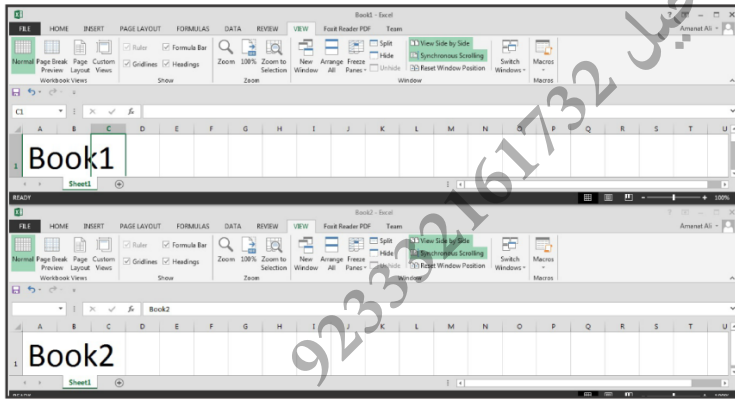 Book1 - Excel
FILE HOME INSERT PAGE LAYOUT FORMULAS DATA REVIEW VIEW Foxit Reader PDF Team Amanat Ali
Normal Page Break Preview Page Layout Custom Views Ruler Formula Bar Gridlines Headings Zoom 100% Zoom to Selection New Window Arrange All Freeze Panes Split Hide Unhide View Side by Side Synchronous Scrolling Reset Window Position Switch Windows Macros
Workbook Views Show Zoom Window Macros
C1 fx
A B C D E F G H I J K L M N O P Q R S T U
1 Book1
Sheet1
READY 100%
Book2 - Excel
FILE HOME INSERT PAGE LAYOUT FORMULAS DATA REVIEW VIEW Foxit Reader PDF Team Amanat Ali
Normal Page Break Preview Page Layout Custom Views Ruler Formula Bar Gridlines Headings Zoom 100% Zoom to Selection New Window Arrange All Freeze Panes Split Hide Unhide View Side by Side Synchronous Scrolling Reset Window Position Switch Windows Macros
Workbook Views Show Zoom Window Macros
fx Book2
A B C D E F G H I J K L M N O P Q R S T U
1 Book2
Sheet1
923332161732